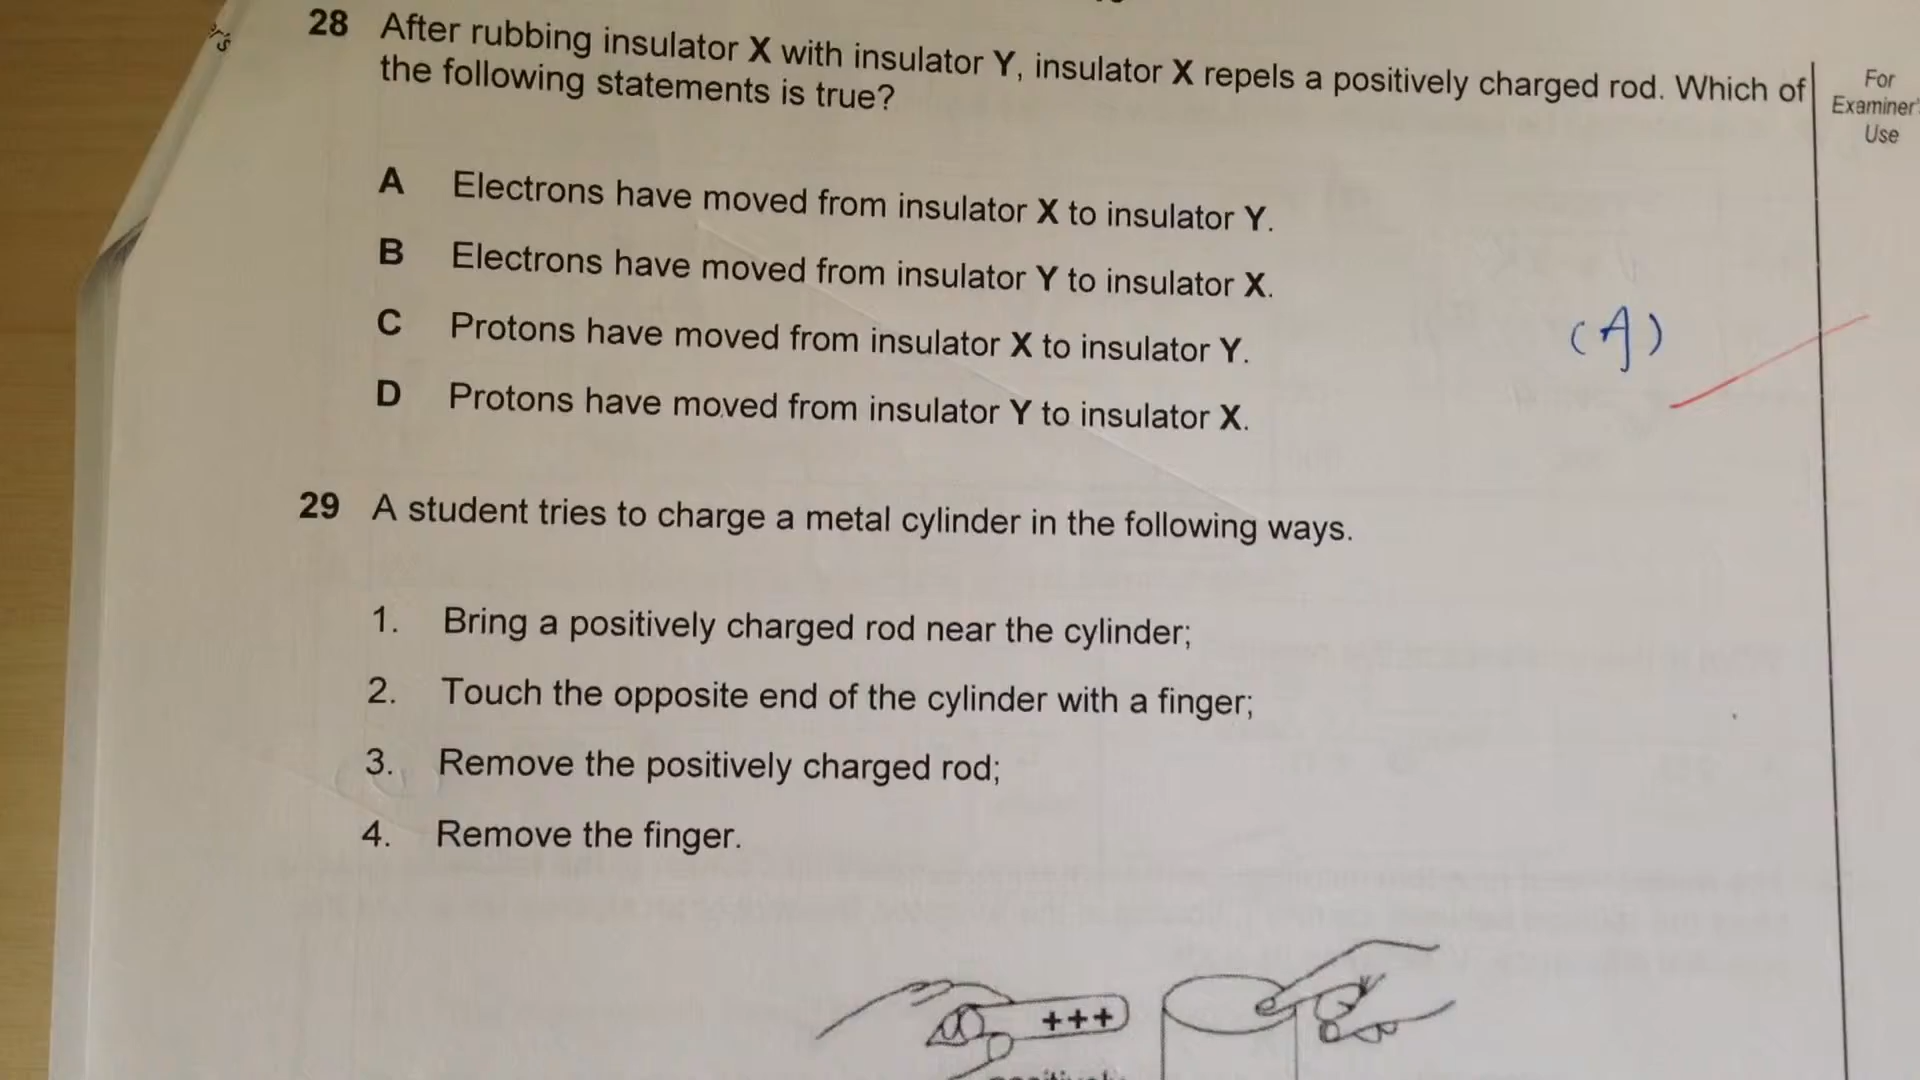 28 After rubbing insulator X with insulator Y, insulator X repels a positively charged rod. Which of
the following statements is true?
For
Examiner's
Use
A Electrons have moved from insulator X to insulator Y.
B Electrons have moved from insulator Y to insulator X.
C Protons have moved from insulator X to insulator Y.
D Protons have moved from insulator Y to insulator X.
(A)
29 A student tries to charge a metal cylinder in the following ways.
1. Bring a positively charged rod near the cylinder;
2. Touch the opposite end of the cylinder with a finger;
3. Remove the positively charged rod;
4. Remove the finger.
+++